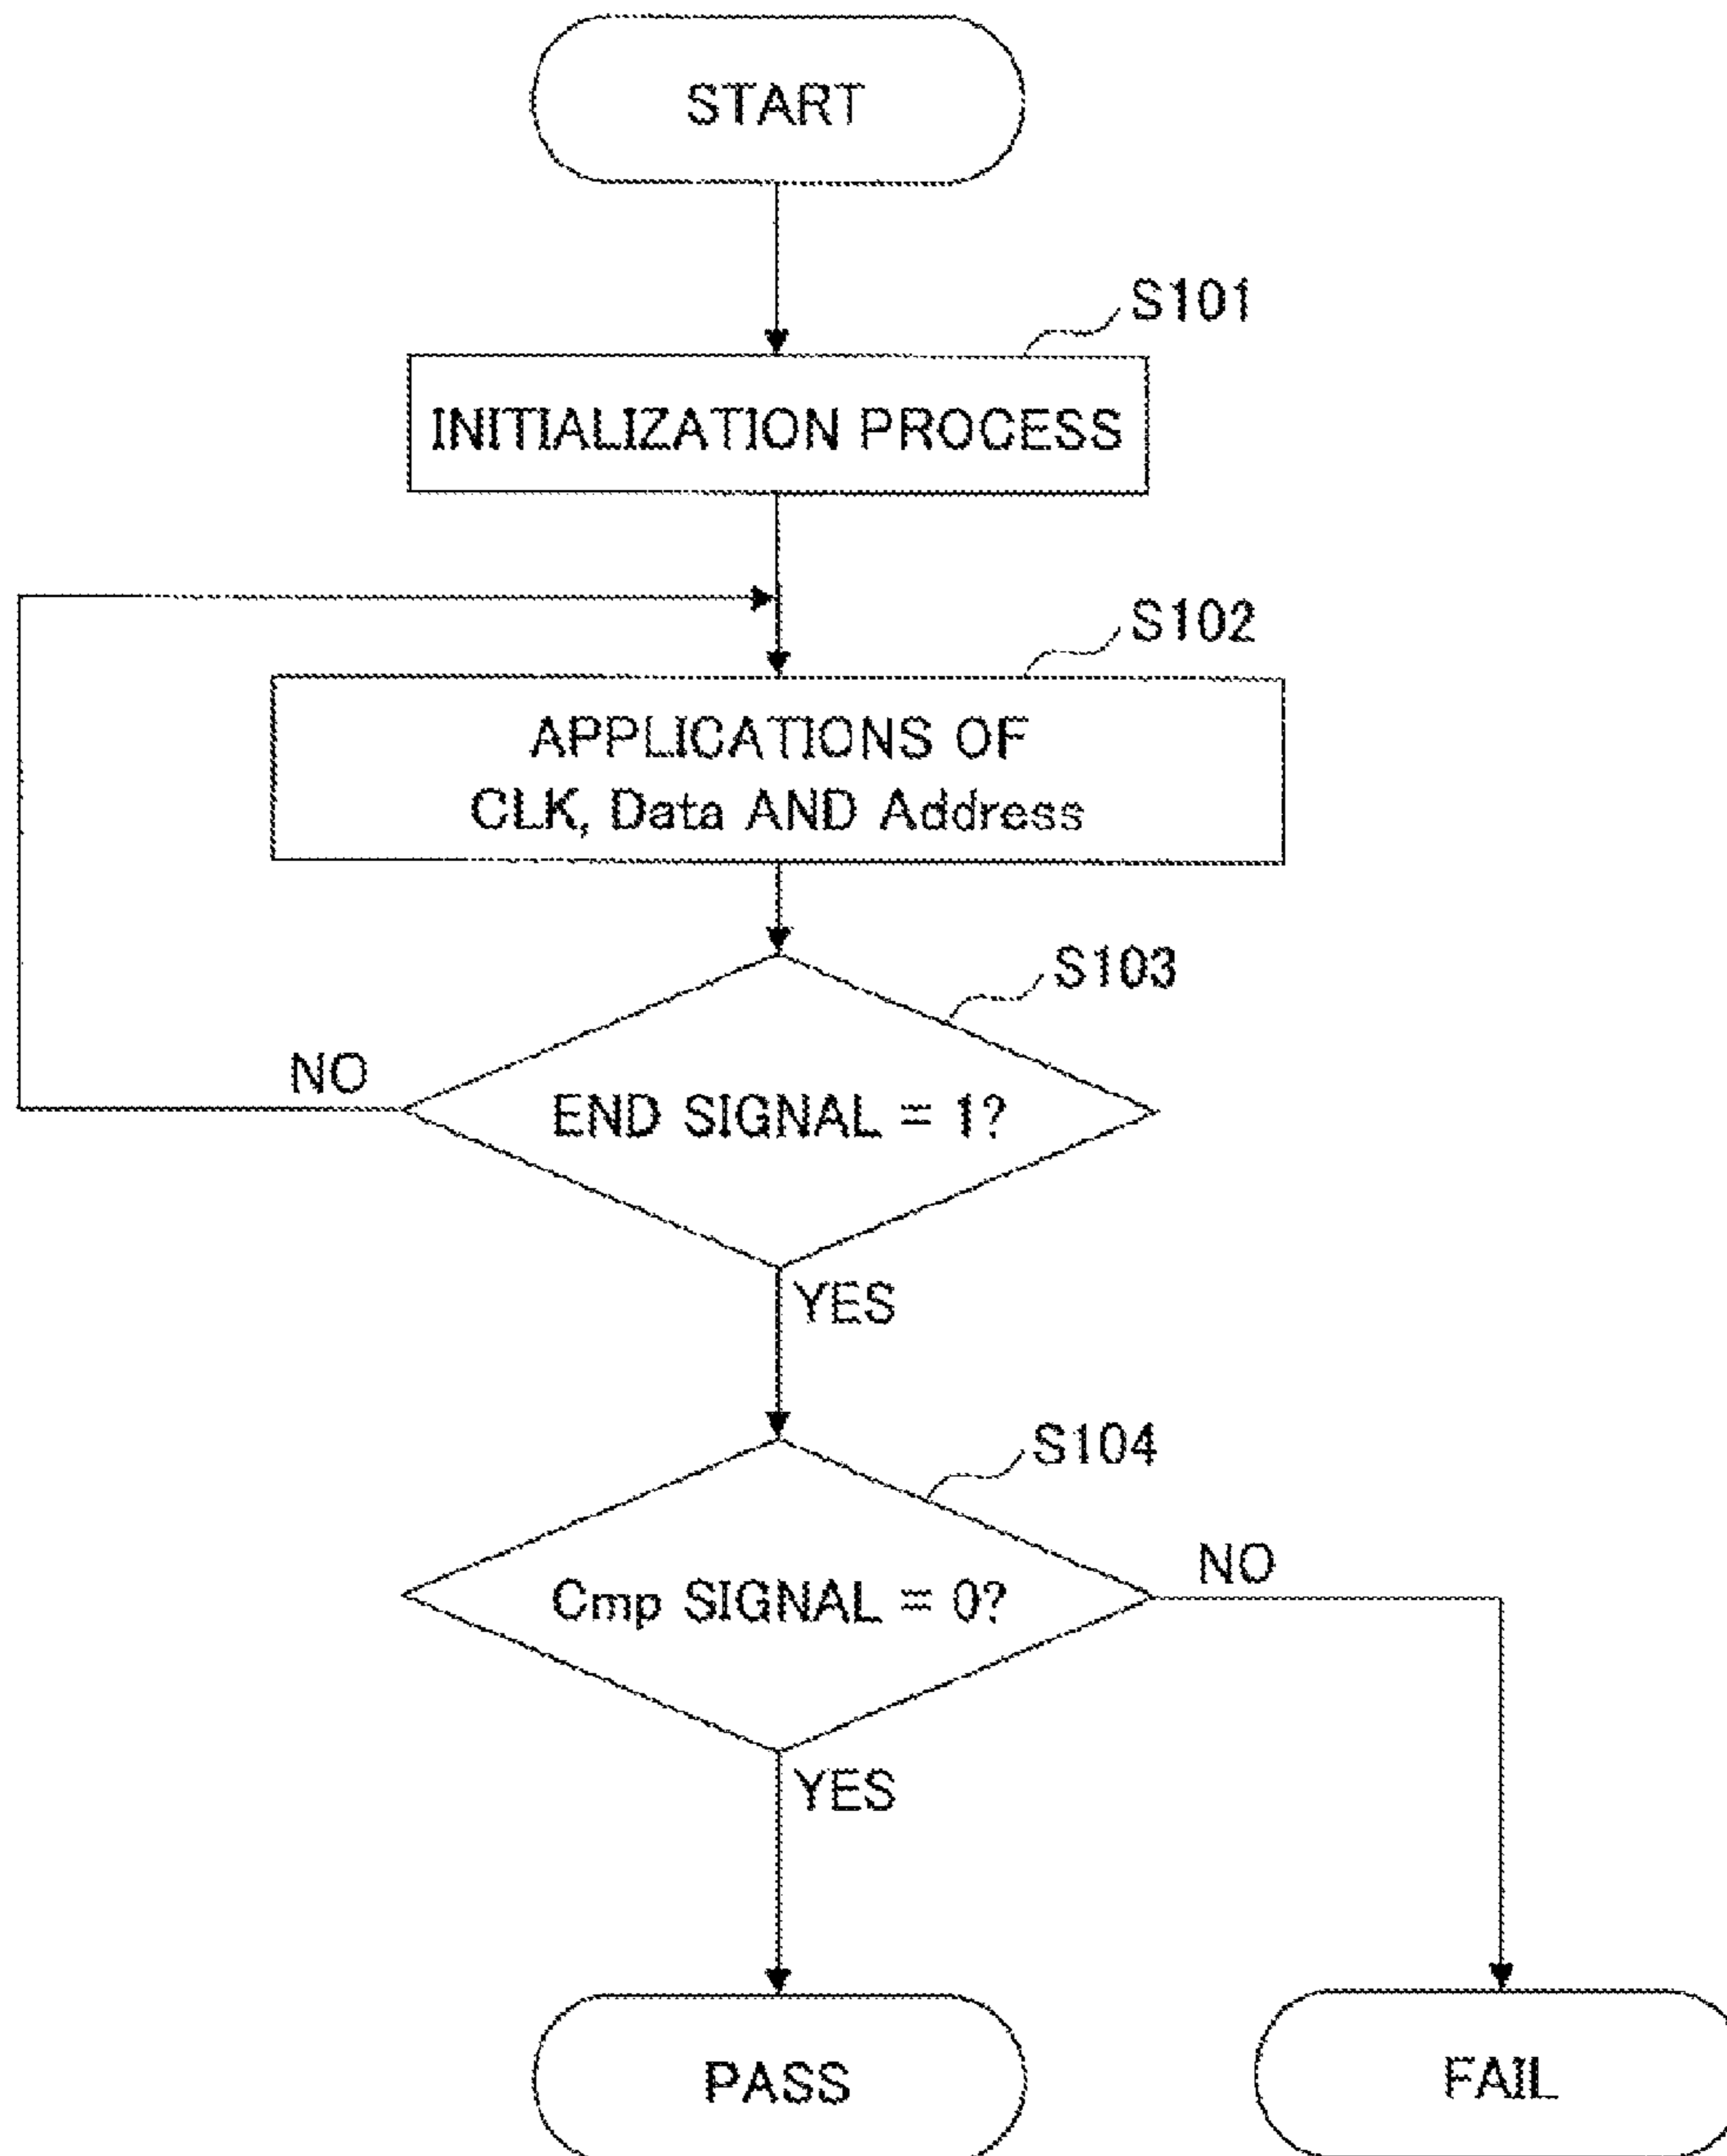 START
S101
INITIALIZATION PROCESS
S102
APPLICATIONS OF
CLK, Data AND Address
S103
NO
END SIGNAL = 1?
YES
S104
NO
Cmp SIGNAL = 0?
YES
PASS
FAIL